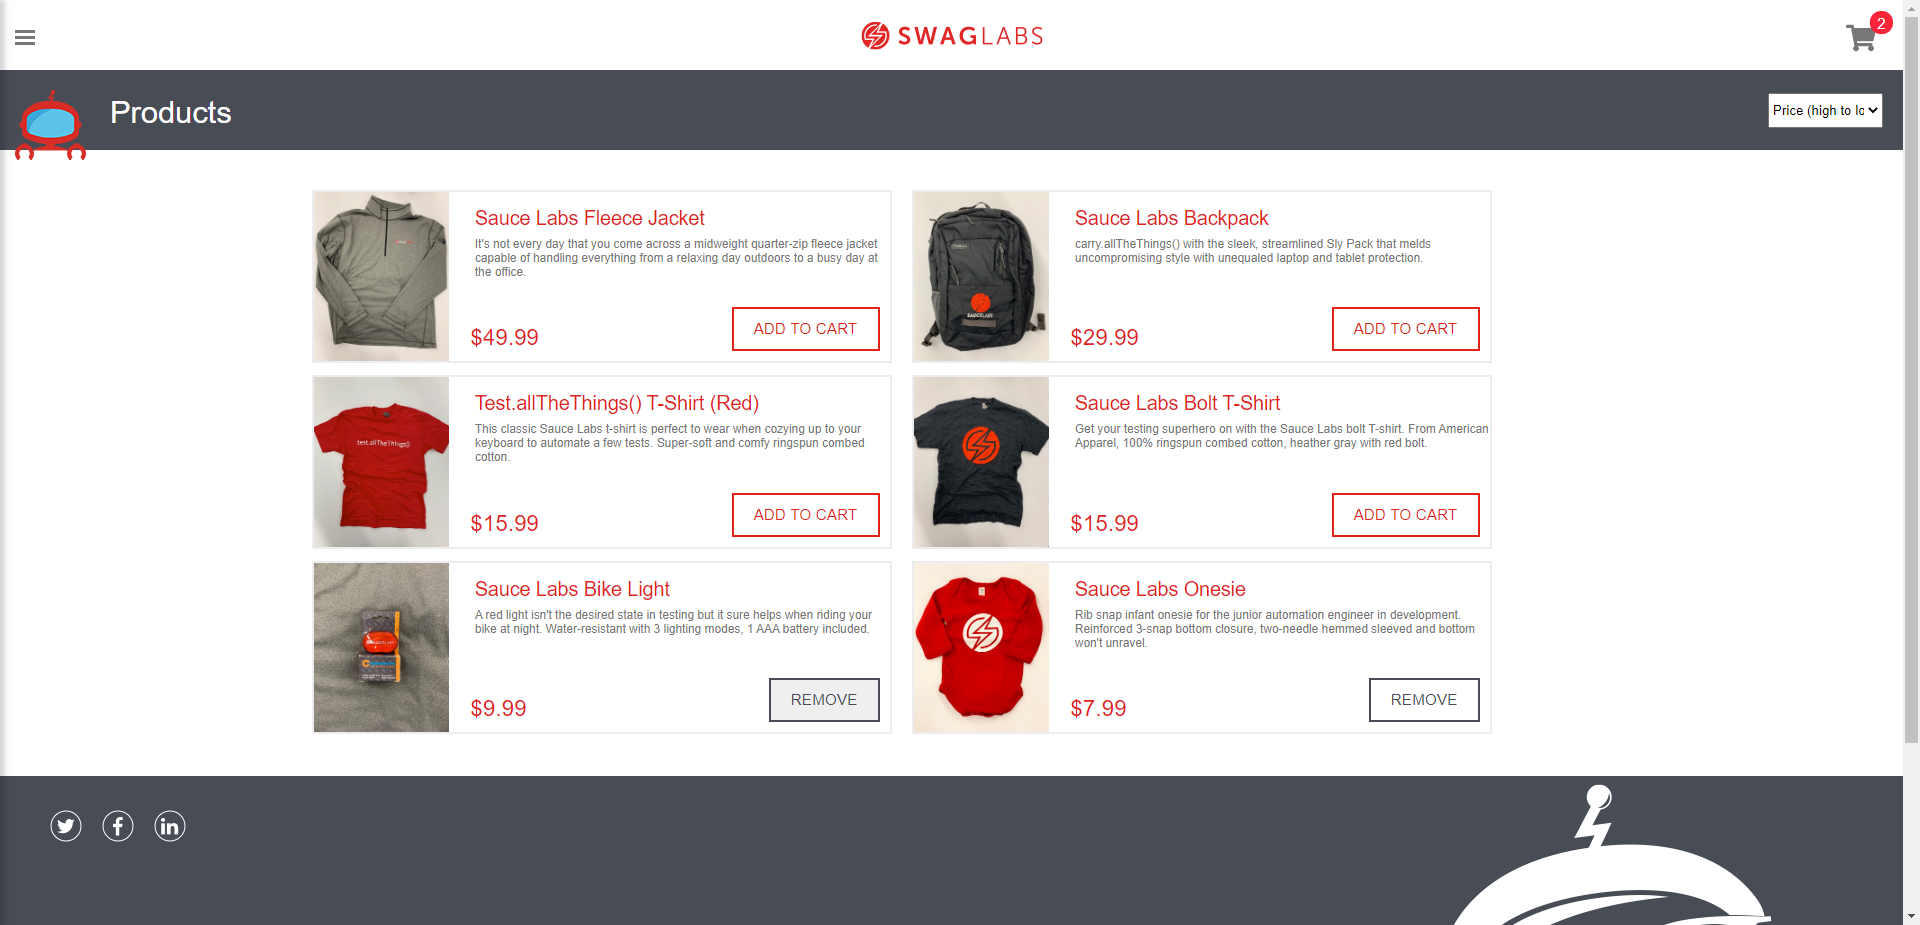 SWAGLABS
2
Products
Price (high to lo
Sauce Labs Fleece Jacket
It's not every day that you come across a midweight quarter-zip fleece jacket
capable of handling everything from a relaxing day outdoors to a busy day at
the office.
$49.99
ADD TO CART
Sauce Labs Backpack
carry.allTheThings() with the sleek, streamlined Sly Pack that melds
uncompromising style with unequaled laptop and tablet protection.
SAUCELABS
$29.99
ADD TO CART
Test.allTheThings() T-Shirt (Red)
This classic Sauce Labs t-shirt is perfect to wear when cozying up to your
keyboard to automate a few tests. Super-soft and comfy ringspun combed
cotton.
test.allTheThings()
$15.99
ADD TO CART
Sauce Labs Bolt T-Shirt
Get your testing superhero on with the Sauce Labs bolt T-shirt. From American
Apparel, 100% ringspun combed cotton, heather gray with red bolt.
$15.99
ADD TO CART
Sauce Labs Bike Light
A red light isn't the desired state in testing but it sure helps when riding your
bike at night. Water-resistant with 3 lighting modes, 1 AAA battery included.
$9.99
REMOVE
Sauce Labs Onesie
Rib snap infant onesie for the junior automation engineer in development.
Reinforced 3-snap bottom closure, two-needle hemmed sleeved and bottom
won't unravel.
$7.99
REMOVE